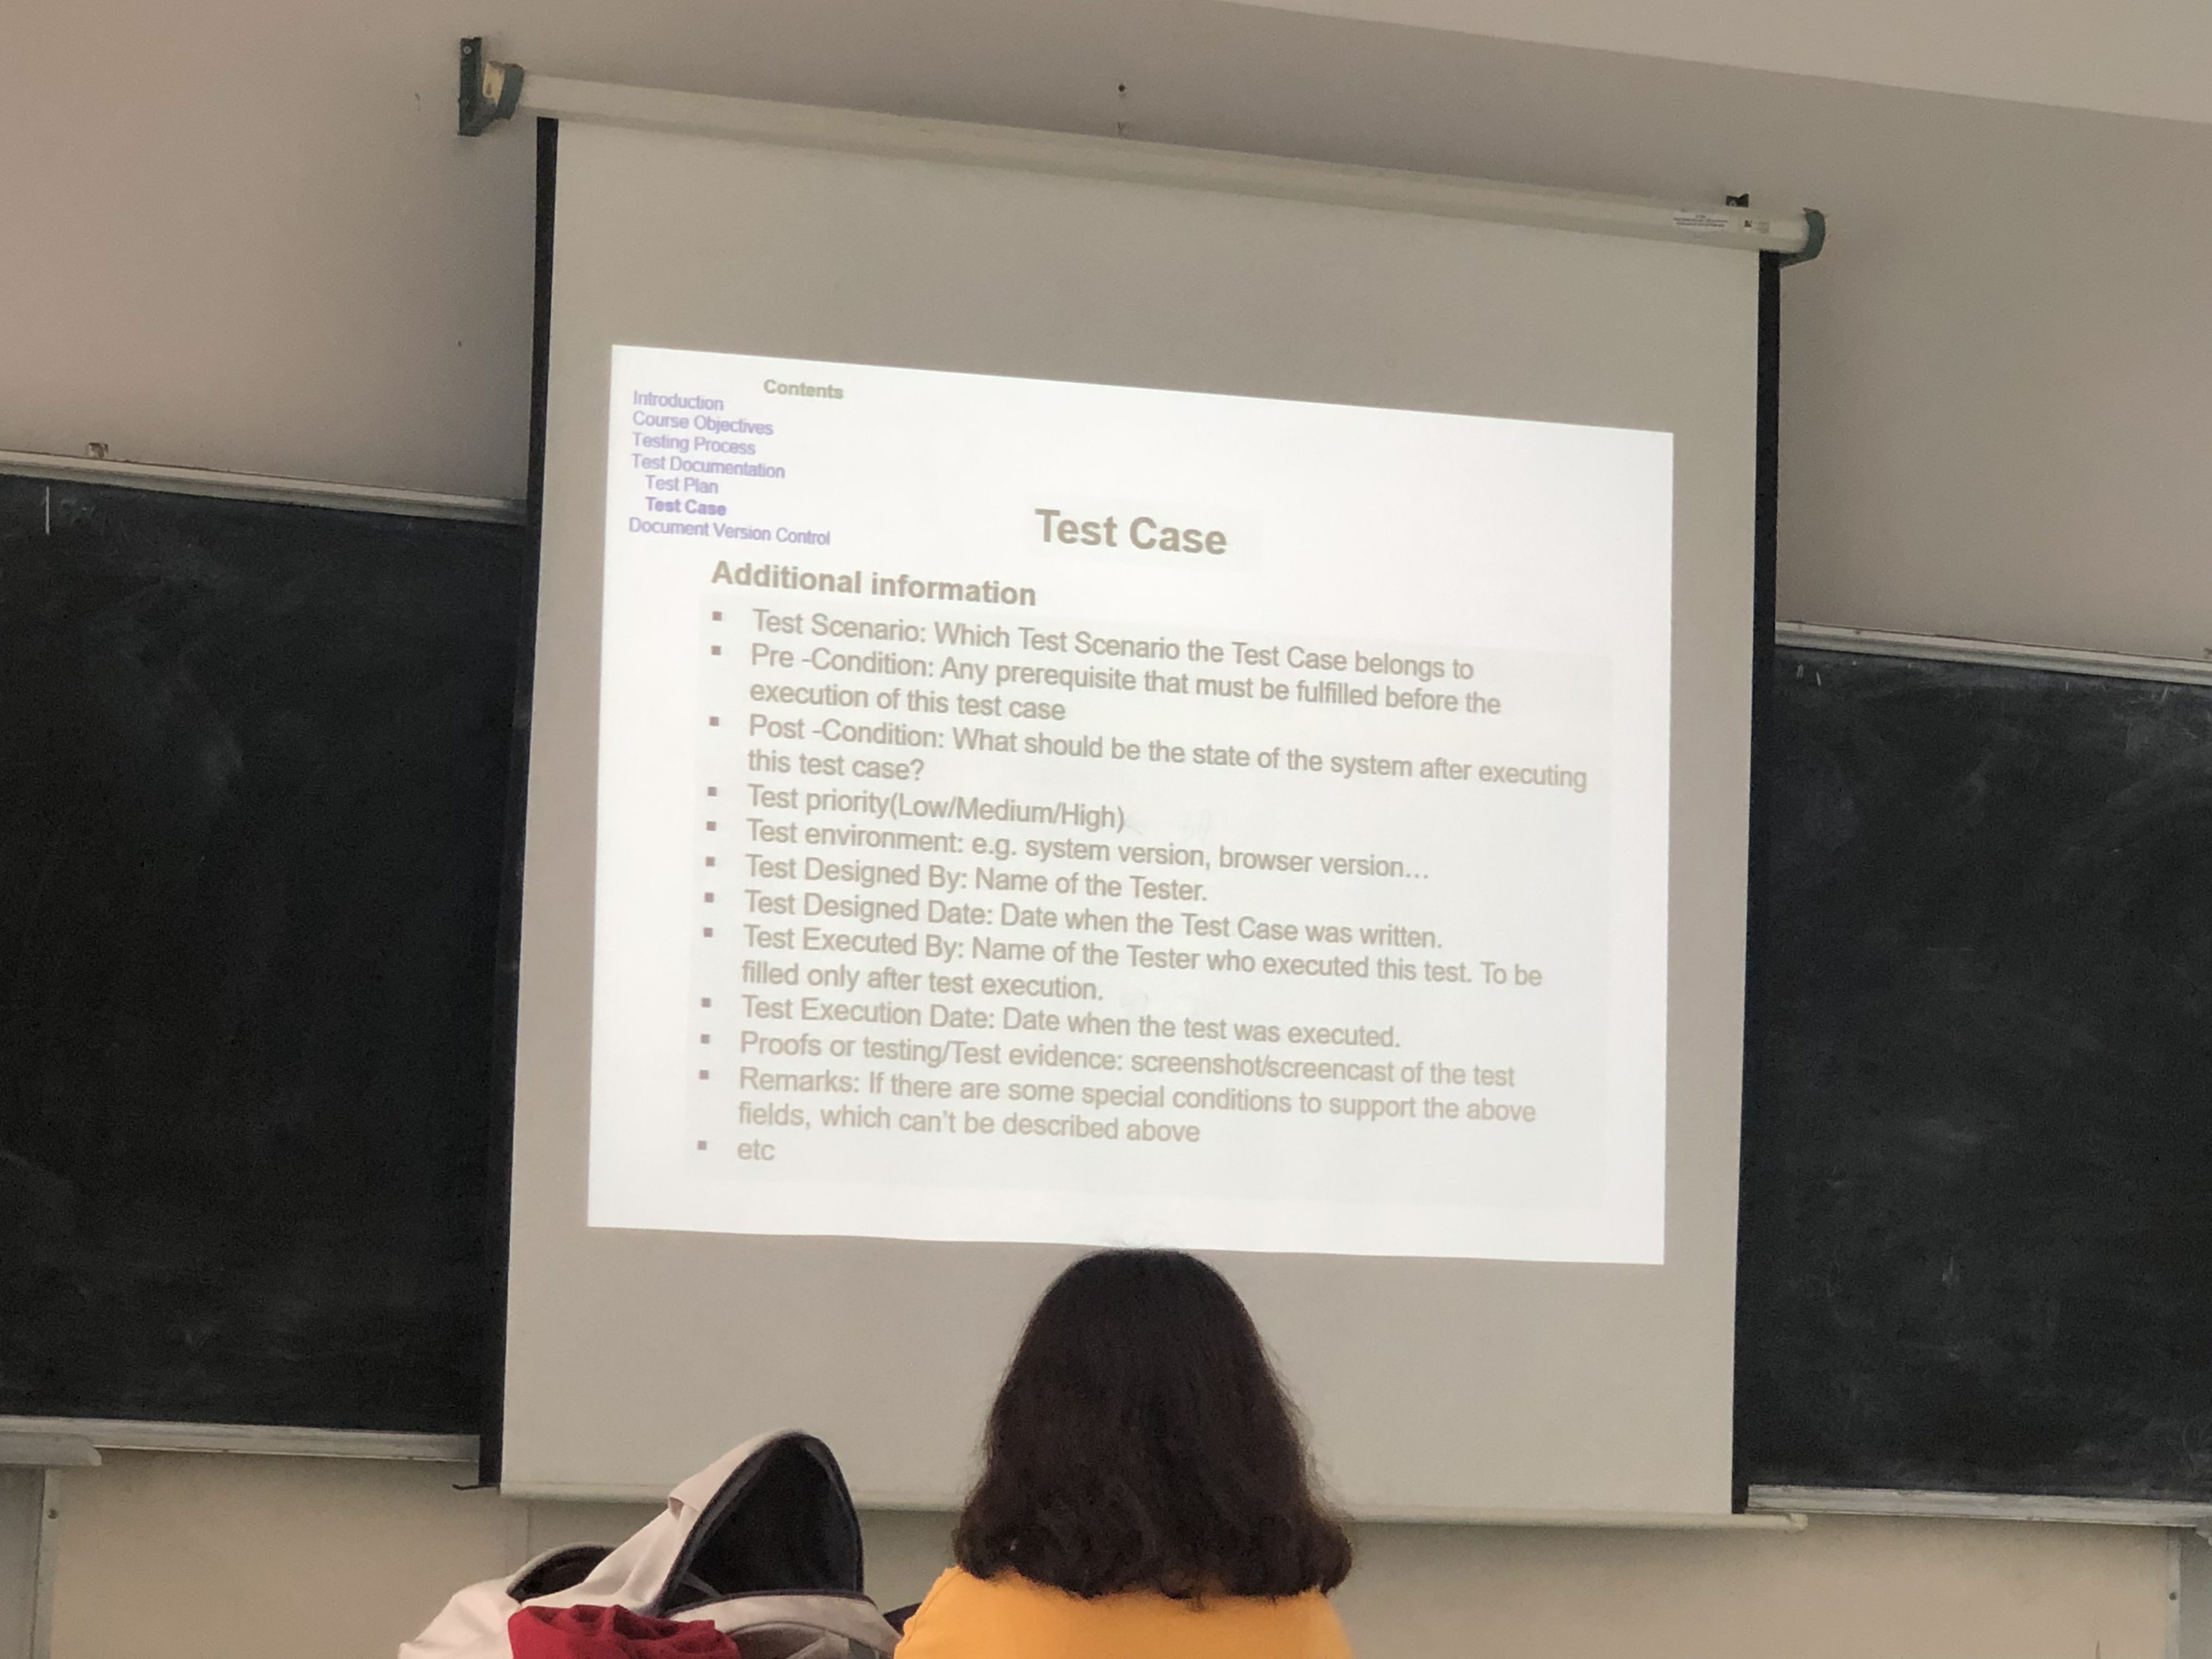 Contents
Introduction
Course Objectives
Testing Process
Test Documentation
Test Plan
Test Case
Document Version Control
Test Case
Additional information
▪ Test Scenario: Which Test Scenario the Test Case belongs to
▪ Pre -Condition: Any prerequisite that must be fulfilled before the
execution of this test case
▪ Post -Condition: What should be the state of the system after executing
this test case?
▪ Test priority(Low/Medium/High)
▪ Test environment: e.g. system version, browser version…
▪ Test Designed By: Name of the Tester.
▪ Test Designed Date: Date when the Test Case was written.
▪ Test Executed By: Name of the Tester who executed this test. To be
filled only after test execution.
▪ Test Execution Date: Date when the test was executed.
▪ Proofs or testing/Test evidence: screenshot/screencast of the test
▪ Remarks: If there are some special conditions to support the above
fields, which can't be described above
▪ etc